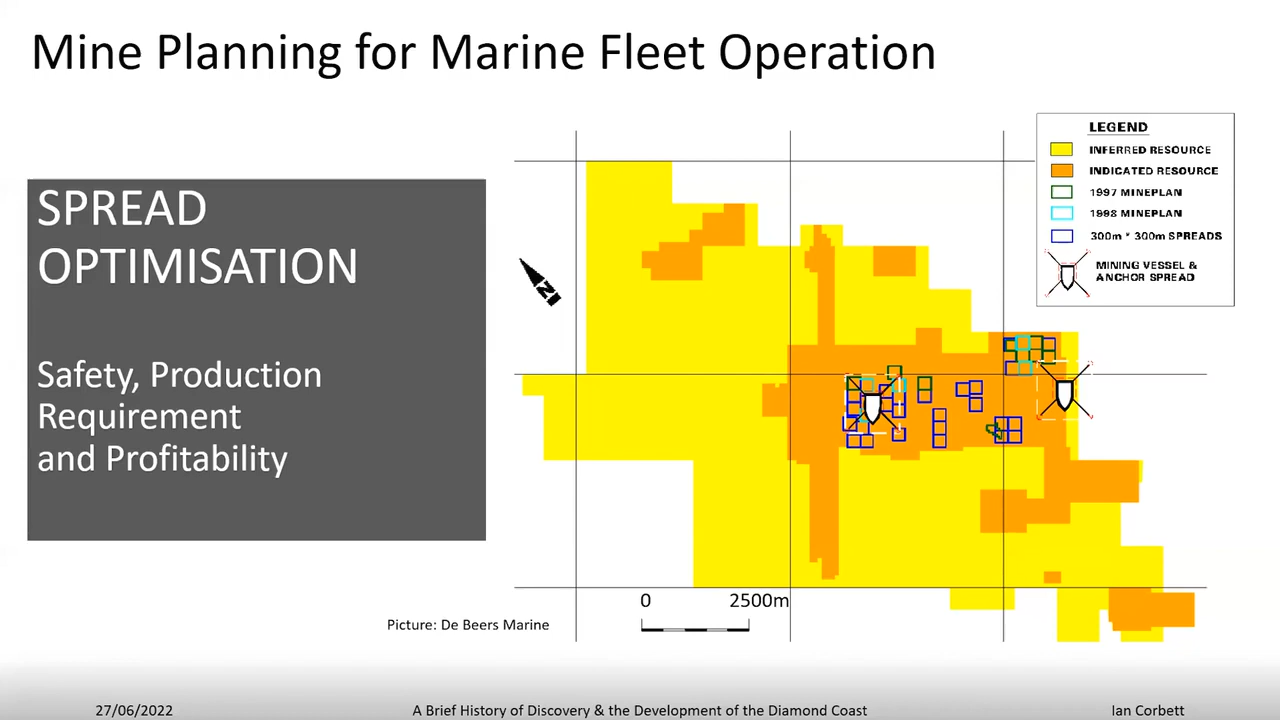 Mine Planning for Marine Fleet Operation
SPREAD
OPTIMISATION
Safety, Production
Requirement
and Profitability
LEGEND
INFERRED RESOURCE
INDICATED RESOURCE
1997 MINEPLAN
1998 MINEPLAN
300m * 300m SPREADS
MINING VESSEL &
ANCHOR SPREAD
N
0 2500m
Picture: De Beers Marine
27/06/2022 A Brief History of Discovery & the Development of the Diamond Coast Ian Corbett